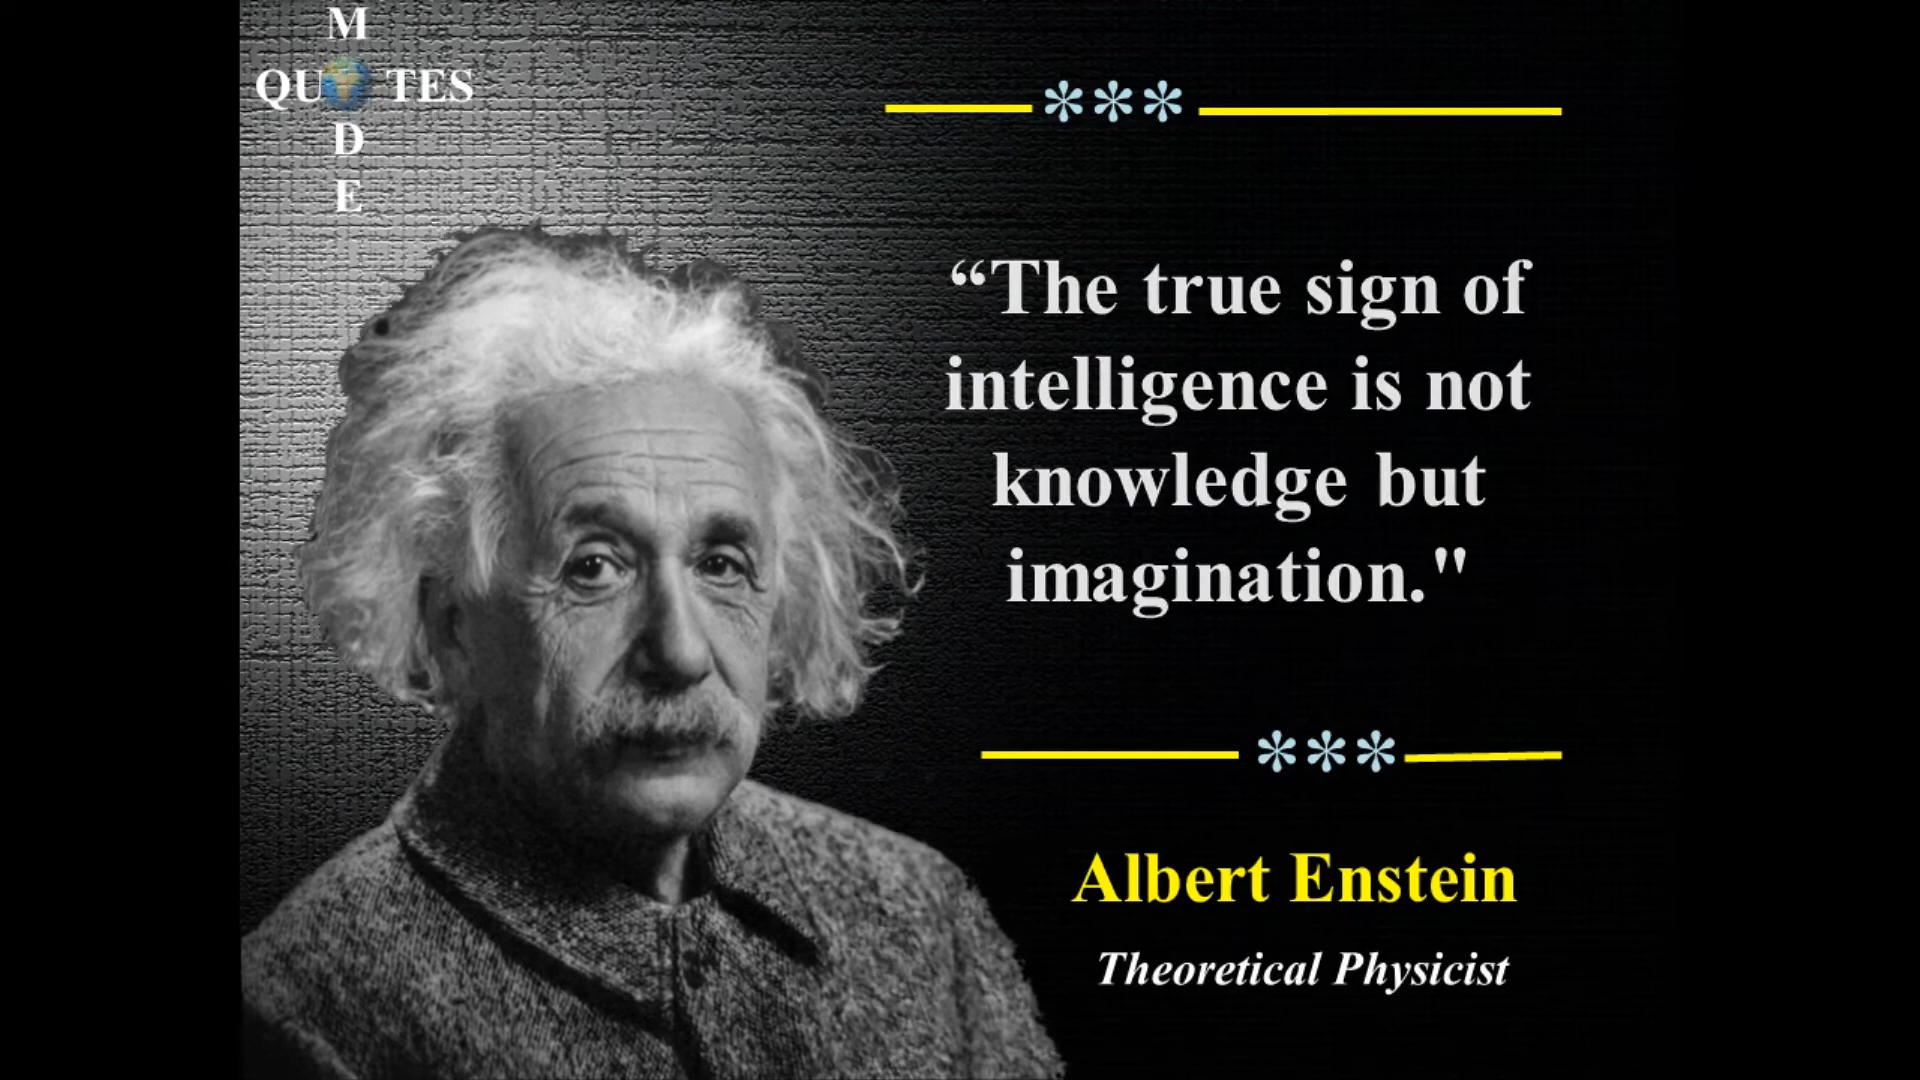 M
QU TES
D
E
***
“The true sign of
intelligence is not
knowledge but
imagination."
***
Albert Enstein
Theoretical Physicist